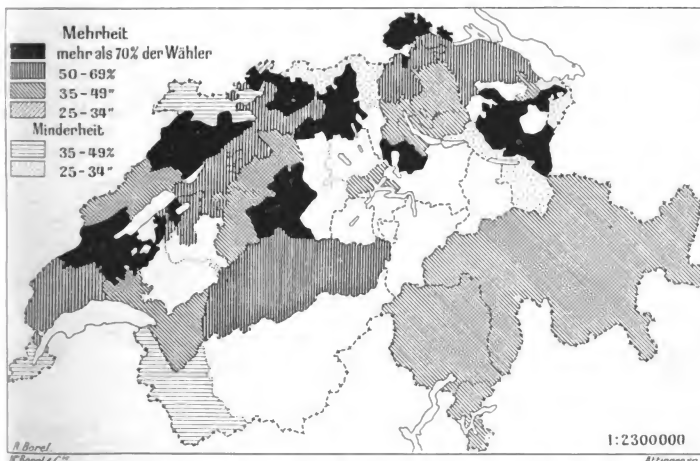 Mehrheit
mehr als 70% der Wähler
50-69%
35-49"
25-34"
Minderheit
35-49%
25-34"
1:2300000